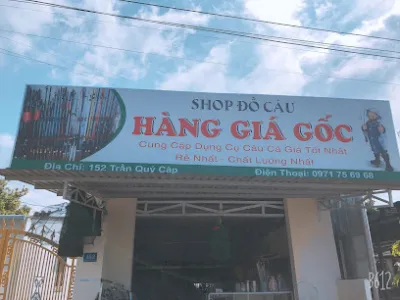 SHOP ĐỒ CÂU
HÀNG GIÁ GỐC
Cung Cấp Dụng Cụ Câu Cá Giá Tốt Nhất
Rẻ Nhất - Chất Lượng Nhất
Địa Chỉ: 152 Trần Quý Cáp
Điện Thoại: 0971 75 69 68
B612